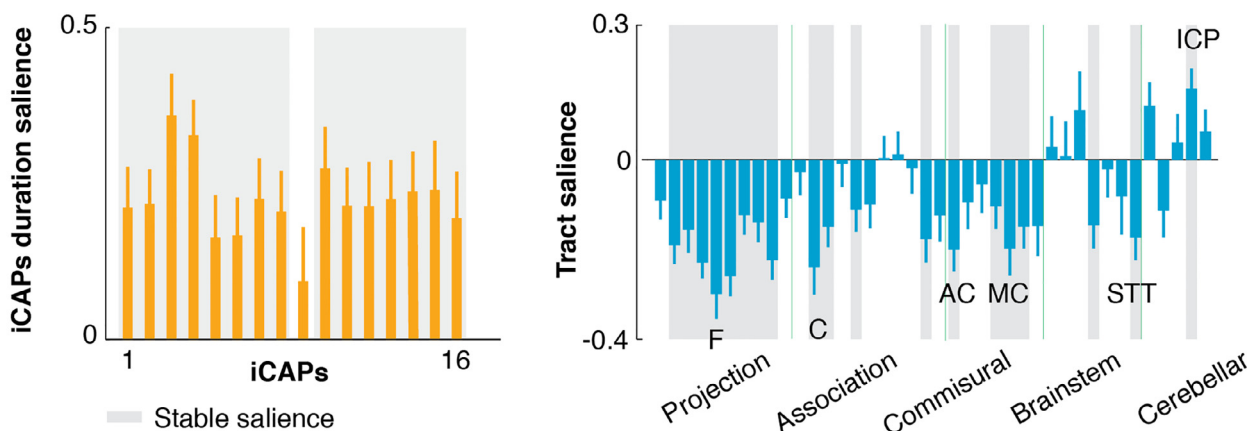 iCAPs duration salience
0.5
0
1
16
iCAPs
Stable salience
Tract salience
0.3
0
-0.4
ICP
AC
MC
STT
F
C
Projection
Association
Commisural
Brainstem
Cerebellar